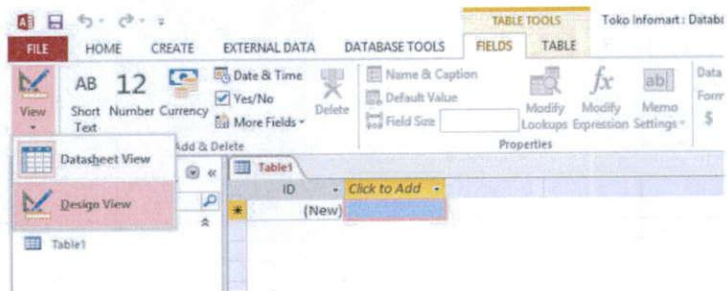 TABLE TOOLS Toko Infomart : Databa
FILE HOME CREATE EXTERNAL DATA DATABASE TOOLS FIELDS TABLE
View
AB Short Text
12 Number
Currency
Date & Time
Yes/No
More Fields
Delete
Name & Caption
Default Value
Field Size
Modify Lookups
fx Modify Expression
ab Memo Settings
Data
Form
$
Add & Delete
Properties
Datasheet View
Design View
Table1
Table1
ID Click to Add
(New)